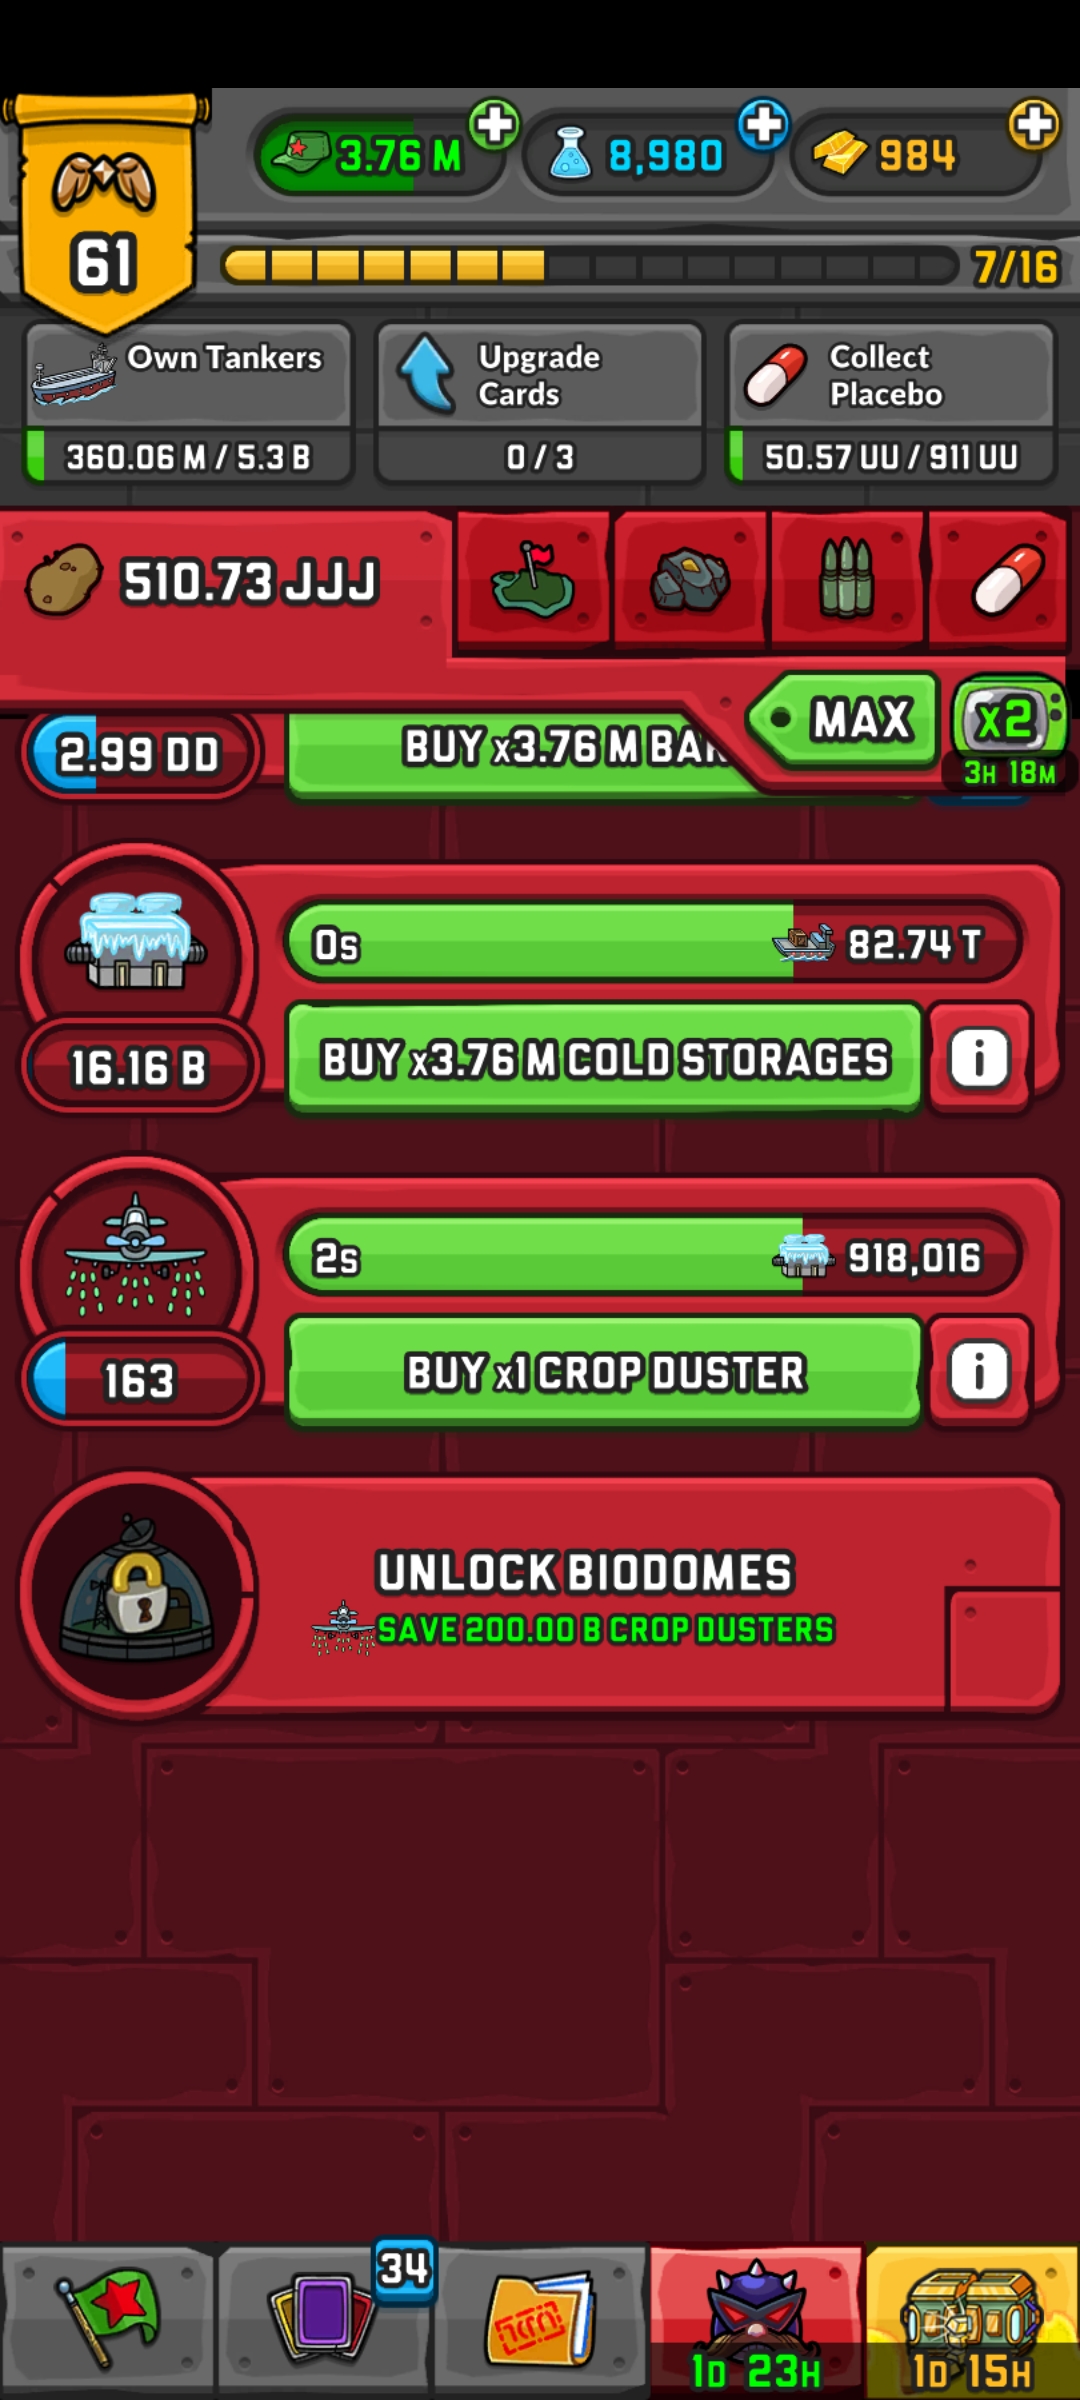 3.76 M
8,980
984
61
7/16
Own Tankers
360.06 M / 5.3 B
Upgrade
Cards
0 / 3
Collect
Placebo
50.57 UU / 911 UU
510.73 JJJ
MAX
x2
3H 18M
2.99 DD
BUY x3.76 M
0s
82.74 T
16.16 B
BUY x3.76 M COLD STORAGES
i
2s
918,016
163
BUY x1 CROP DUSTER
i
UNLOCK BIODOMES
SAVE 200.00 B CROP DUSTERS
34
1D 23H
1D 15H